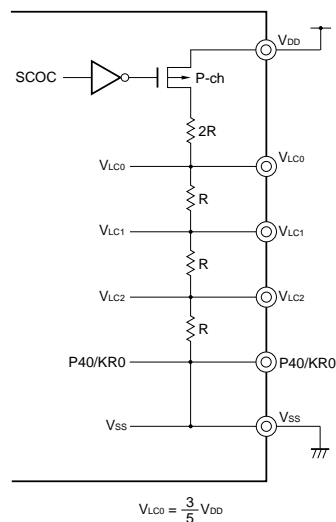 VDD
SCOC
P-ch
2R
VLC0 VLC0
R
VLC1 VLC1
R
VLC2 VLC2
R
P40/KR0 P40/KR0
VSS VSS
VLC0 = 3/5 VDD